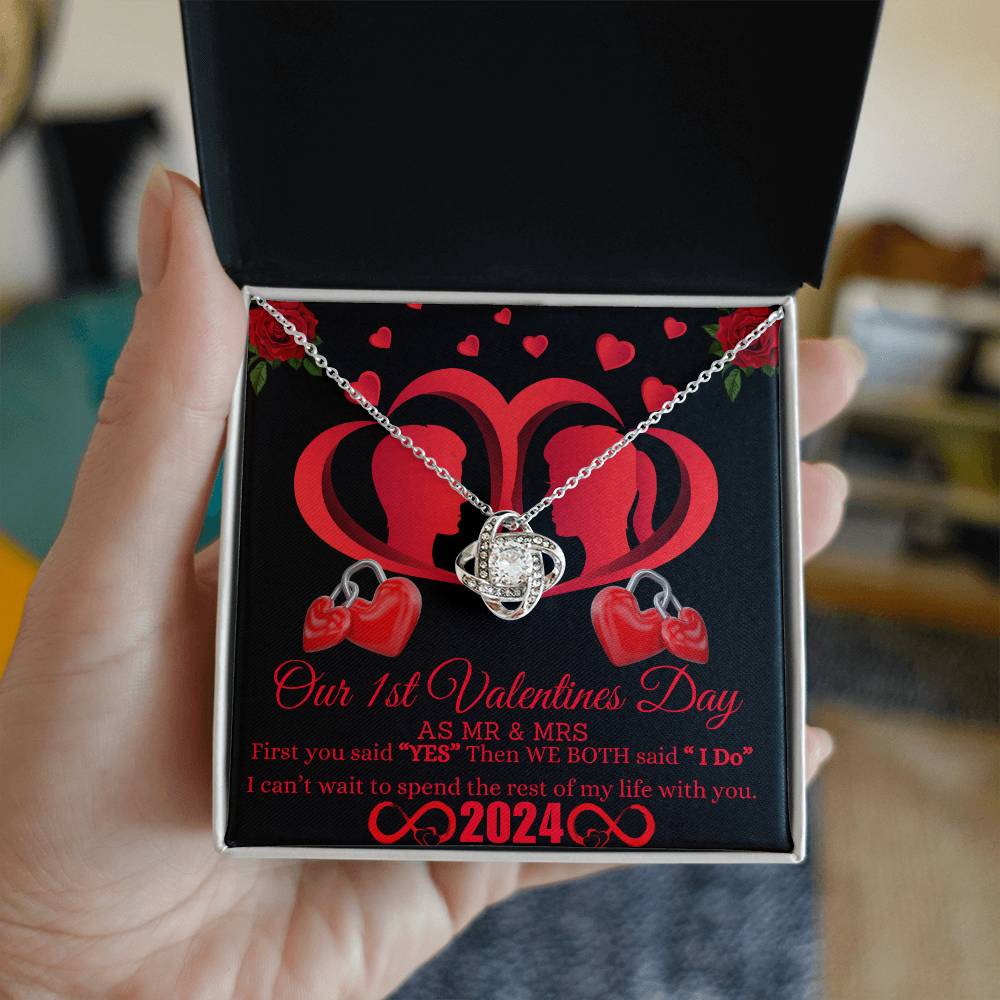 Our 1st Valentines Day
AS MR & MRS
First you said “YES” Then WE BOTH said “ I Do”
I can’t wait to spend the rest of my life with you.
2024